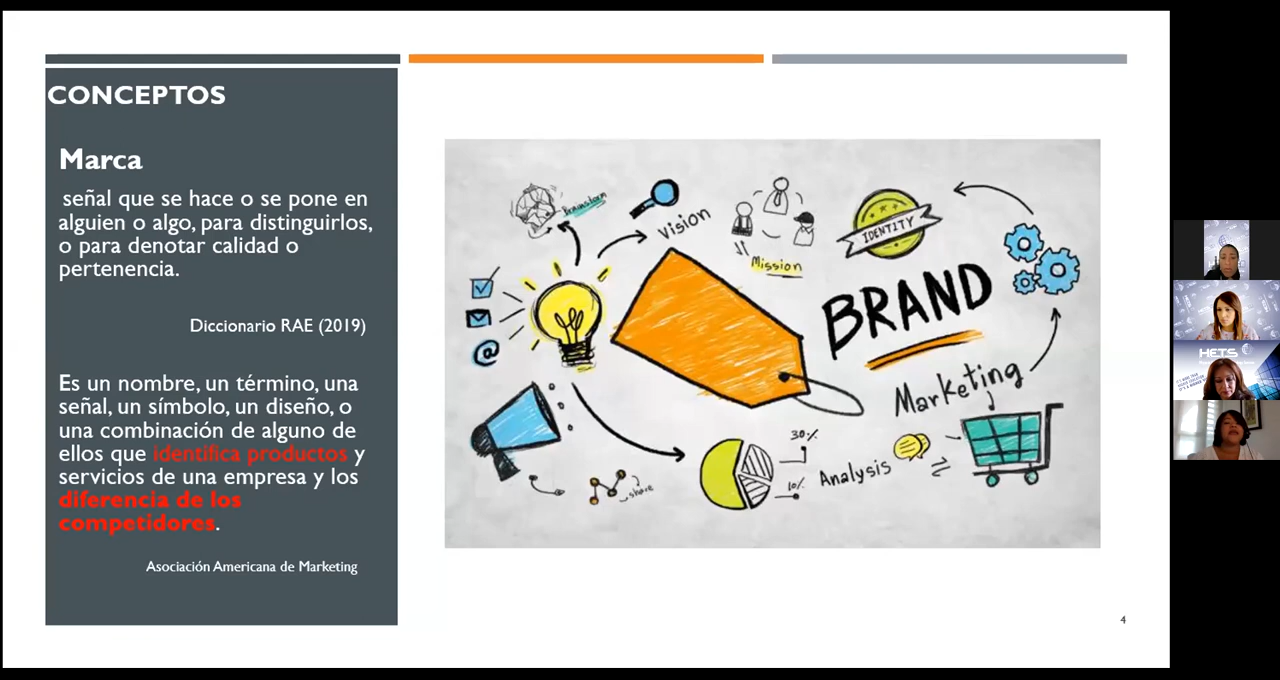 CONCEPTOS
Marca
señal que se hace o se pone en
alguien o algo, para distinguirlos,
o para denotar calidad o
pertenencia.
Diccionario RAE (2019)
Es un nombre, un término, una
señal, un símbolo, un diseño, o
una combinación de alguno de
ellos que identifica productos y
servicios de una empresa y los
diferencia de los
competidores.
Asociación Americana de Marketing
Brainstorm
Vision
Mission
IDENTITY
BRAND
Marketing
@
30%
10%
Analysis
share
4
HETS